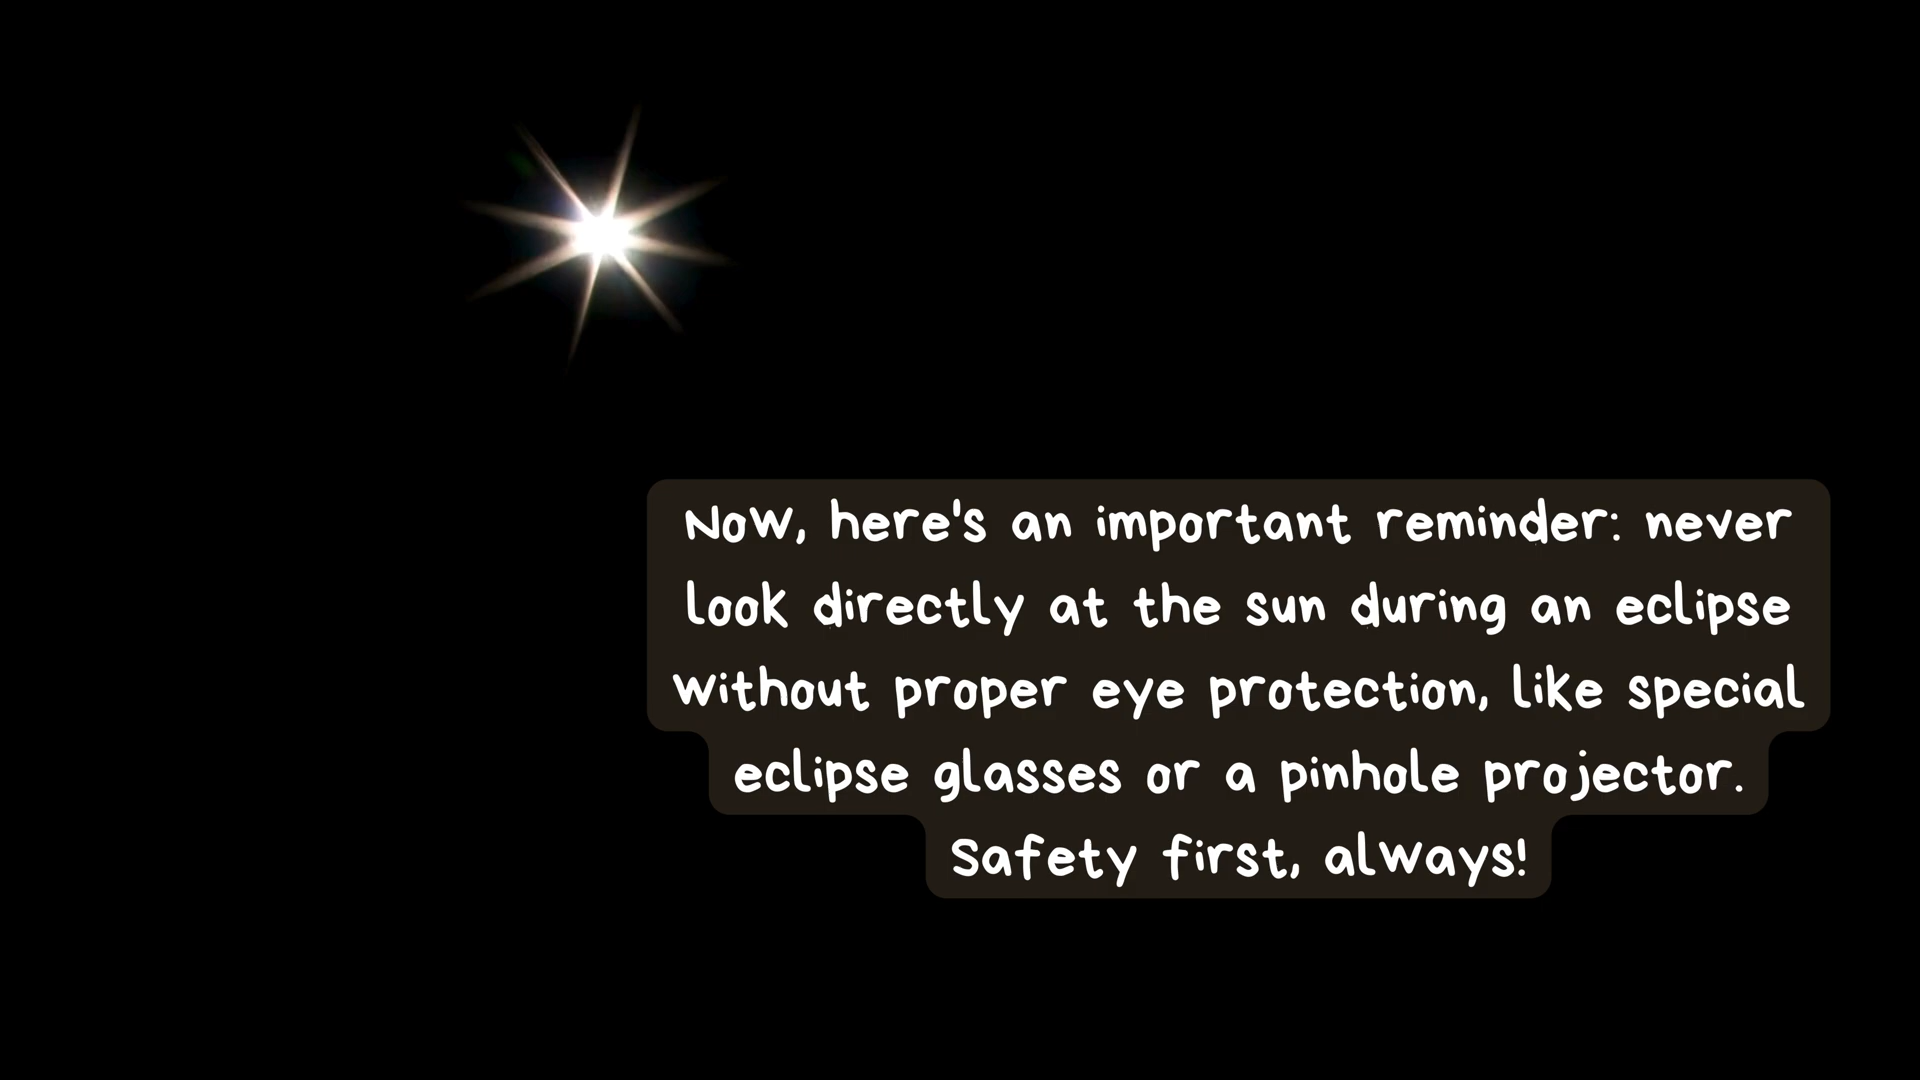 Now, here's an important reminder: never
look directly at the sun during an eclipse
without proper eye protection, like special
eclipse glasses or a pinhole projector.
Safety first, always!